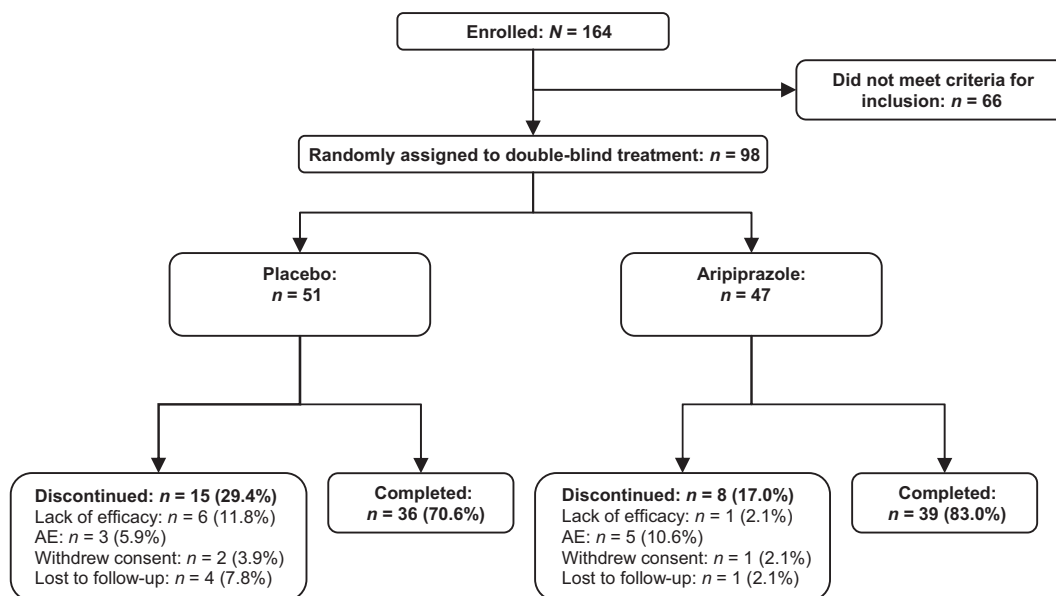 Enrolled: N = 164
Did not meet criteria for
inclusion: n = 66
Randomly assigned to double-blind treatment: n = 98
Placebo:
n = 51
Aripiprazole:
n = 47
Discontinued: n = 15 (29.4%)
Lack of efficacy: n = 6 (11.8%)
AE: n = 3 (5.9%)
Withdrew consent: n = 2 (3.9%)
Lost to follow-up: n = 4 (7.8%)
Completed:
n = 36 (70.6%)
Discontinued: n = 8 (17.0%)
Lack of efficacy: n = 1 (2.1%)
AE: n = 5 (10.6%)
Withdrew consent: n = 1 (2.1%)
Lost to follow-up: n = 1 (2.1%)
Completed:
n = 39 (83.0%)